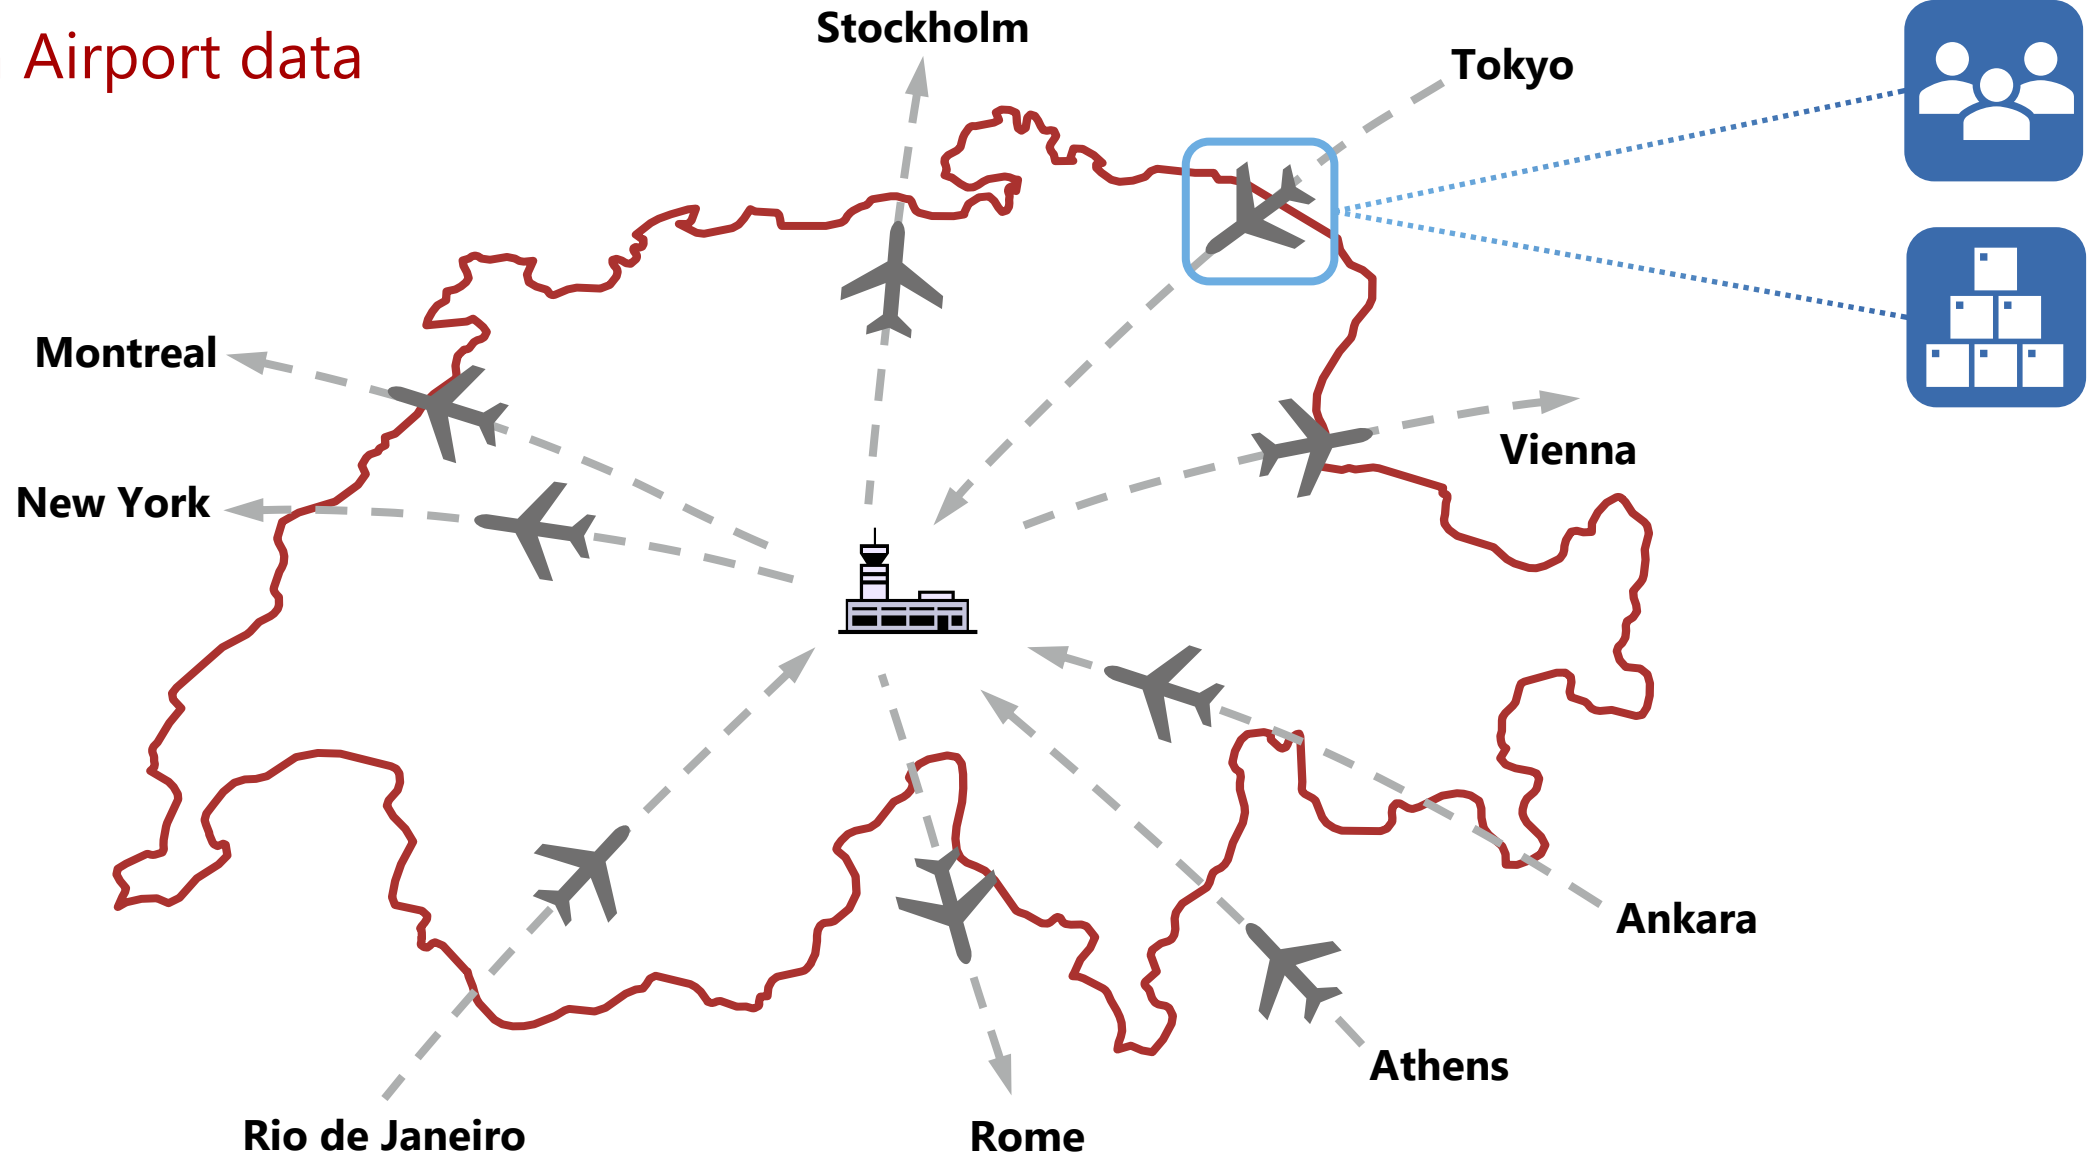 Airport data
Stockholm
Tokyo
Montreal
Vienna
New York
Ankara
Athens
Rio de Janeiro
Rome